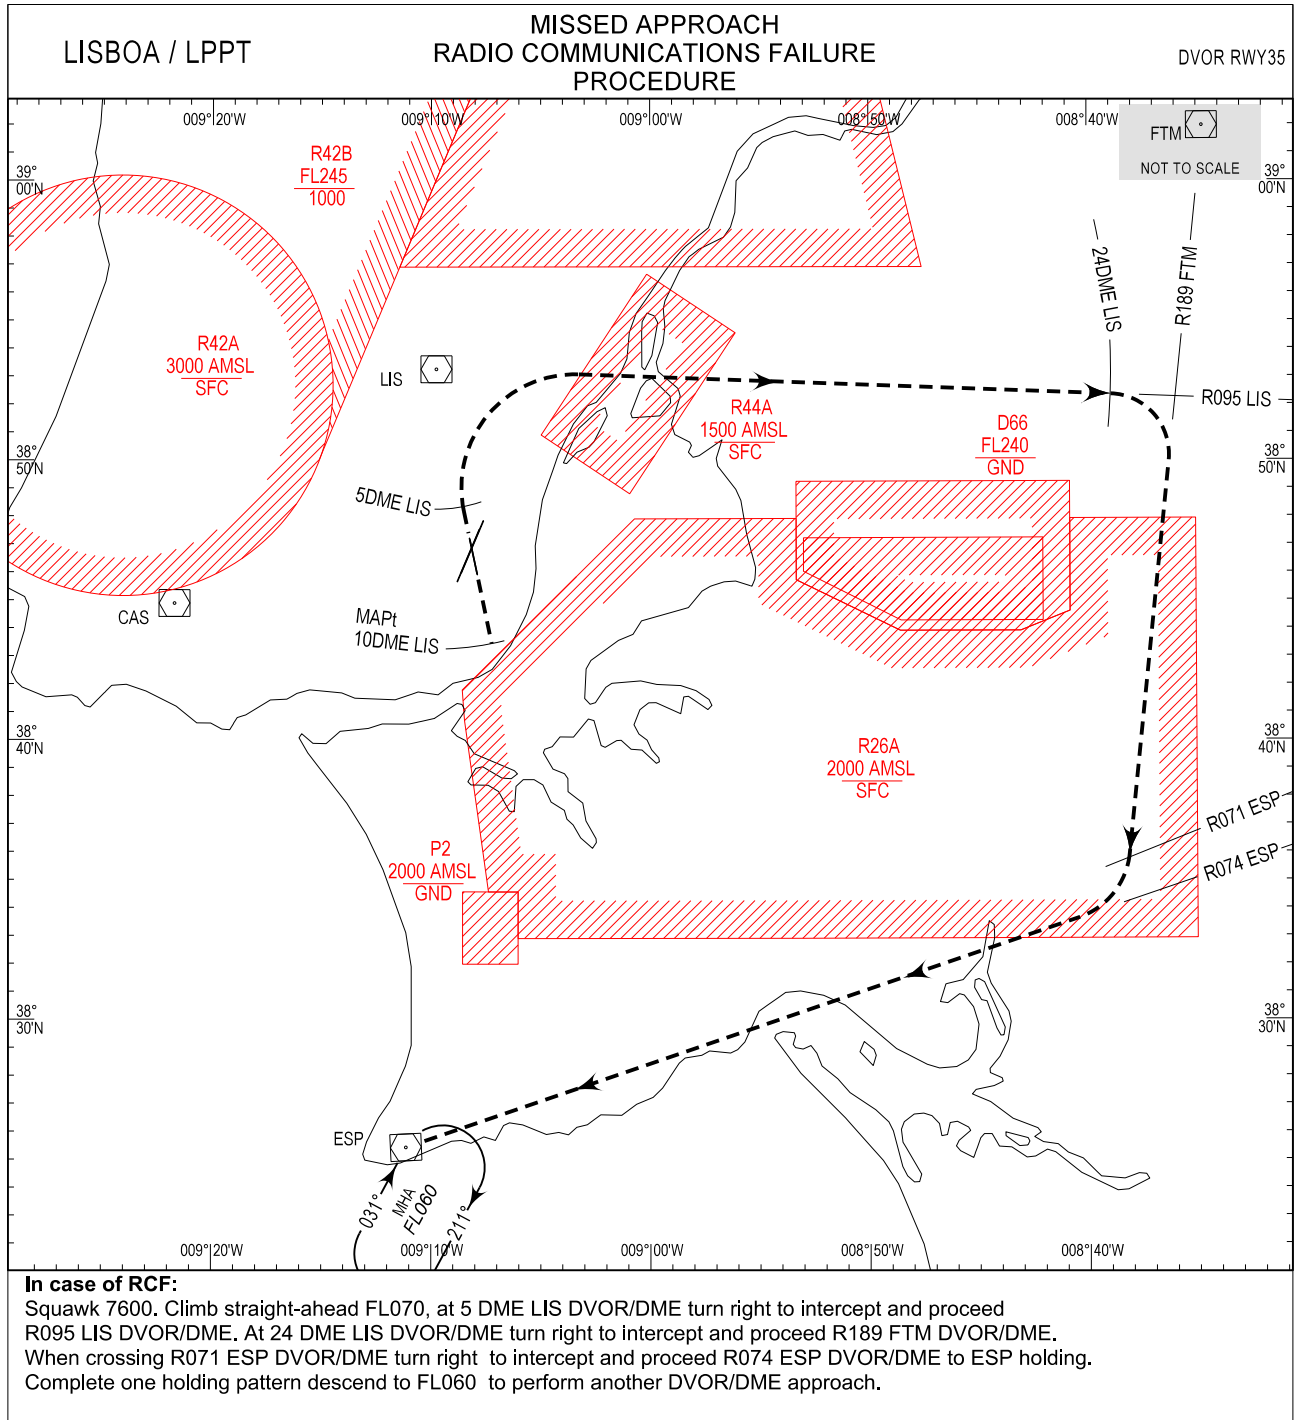 LISBOA / LPPT
MISSED APPROACH
RADIO COMMUNICATIONS FAILURE
PROCEDURE
DVOR RWY35
009°20'W
009°10'W
009°00'W
008°50'W
008°40'W
FTM
NOT TO SCALE
39°
00'N
39°
00'N
R42B
FL245
1000
24DME LIS
R189 FTM
R42A
3000 AMSL
SFC
LIS
R44A
1500 AMSL
SFC
R095 LIS
D66
FL240
GND
38°
50'N
38°
50'N
5DME LIS
CAS
MAPt
10DME LIS
38°
40'N
38°
40'N
R26A
2000 AMSL
SFC
R071 ESP
R074 ESP
P2
2000 AMSL
GND
38°
30'N
38°
30'N
ESP
031°
MHA
FL060
211°
009°20'W
009°10'W
009°00'W
008°50'W
008°40'W
In case of RCF:
Squawk 7600. Climb straight-ahead FL070, at 5 DME LIS DVOR/DME turn right to intercept and proceed
R095 LIS DVOR/DME. At 24 DME LIS DVOR/DME turn right to intercept and proceed R189 FTM DVOR/DME.
When crossing R071 ESP DVOR/DME turn right to intercept and proceed R074 ESP DVOR/DME to ESP holding.
Complete one holding pattern descend to FL060 to perform another DVOR/DME approach.